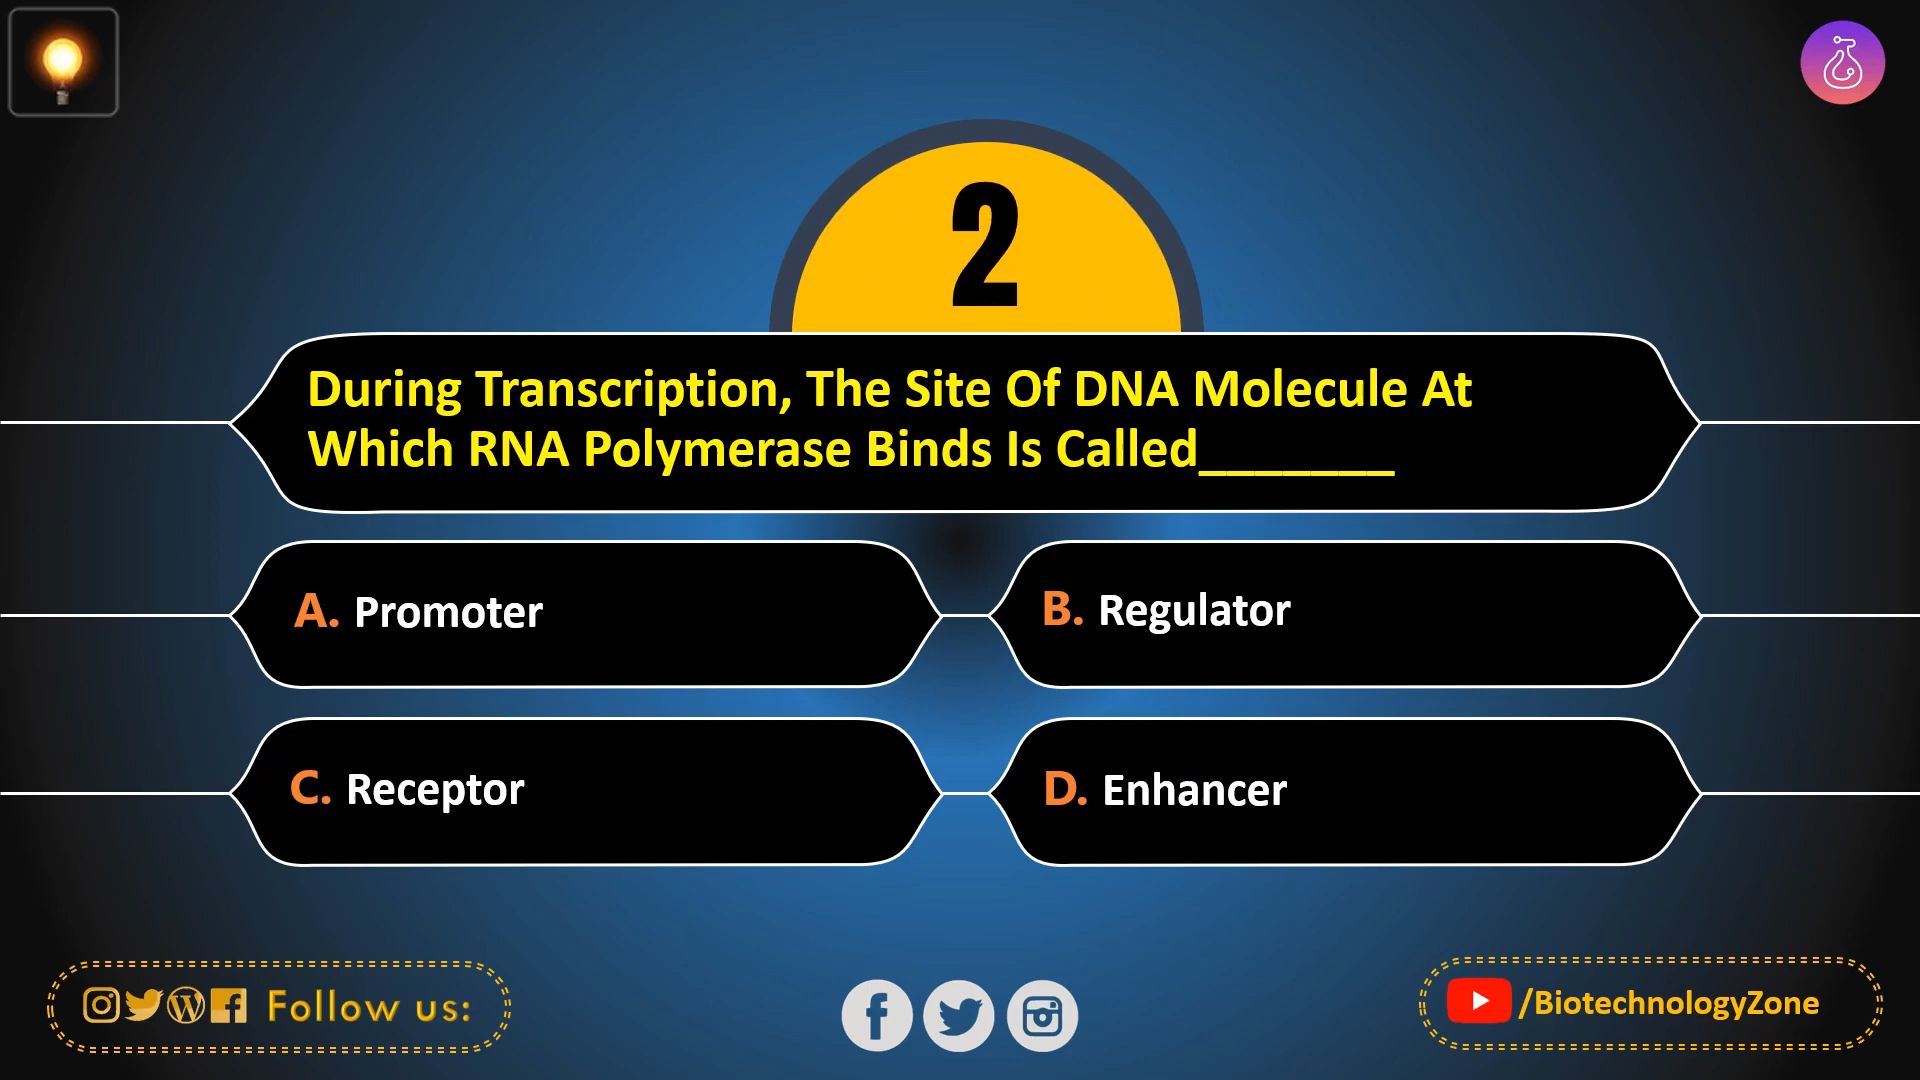 2
During Transcription, The Site Of DNA Molecule At
Which RNA Polymerase Binds Is Called_______
A. Promoter
B. Regulator
C. Receptor
D. Enhancer
Follow us:
/BiotechnologyZone